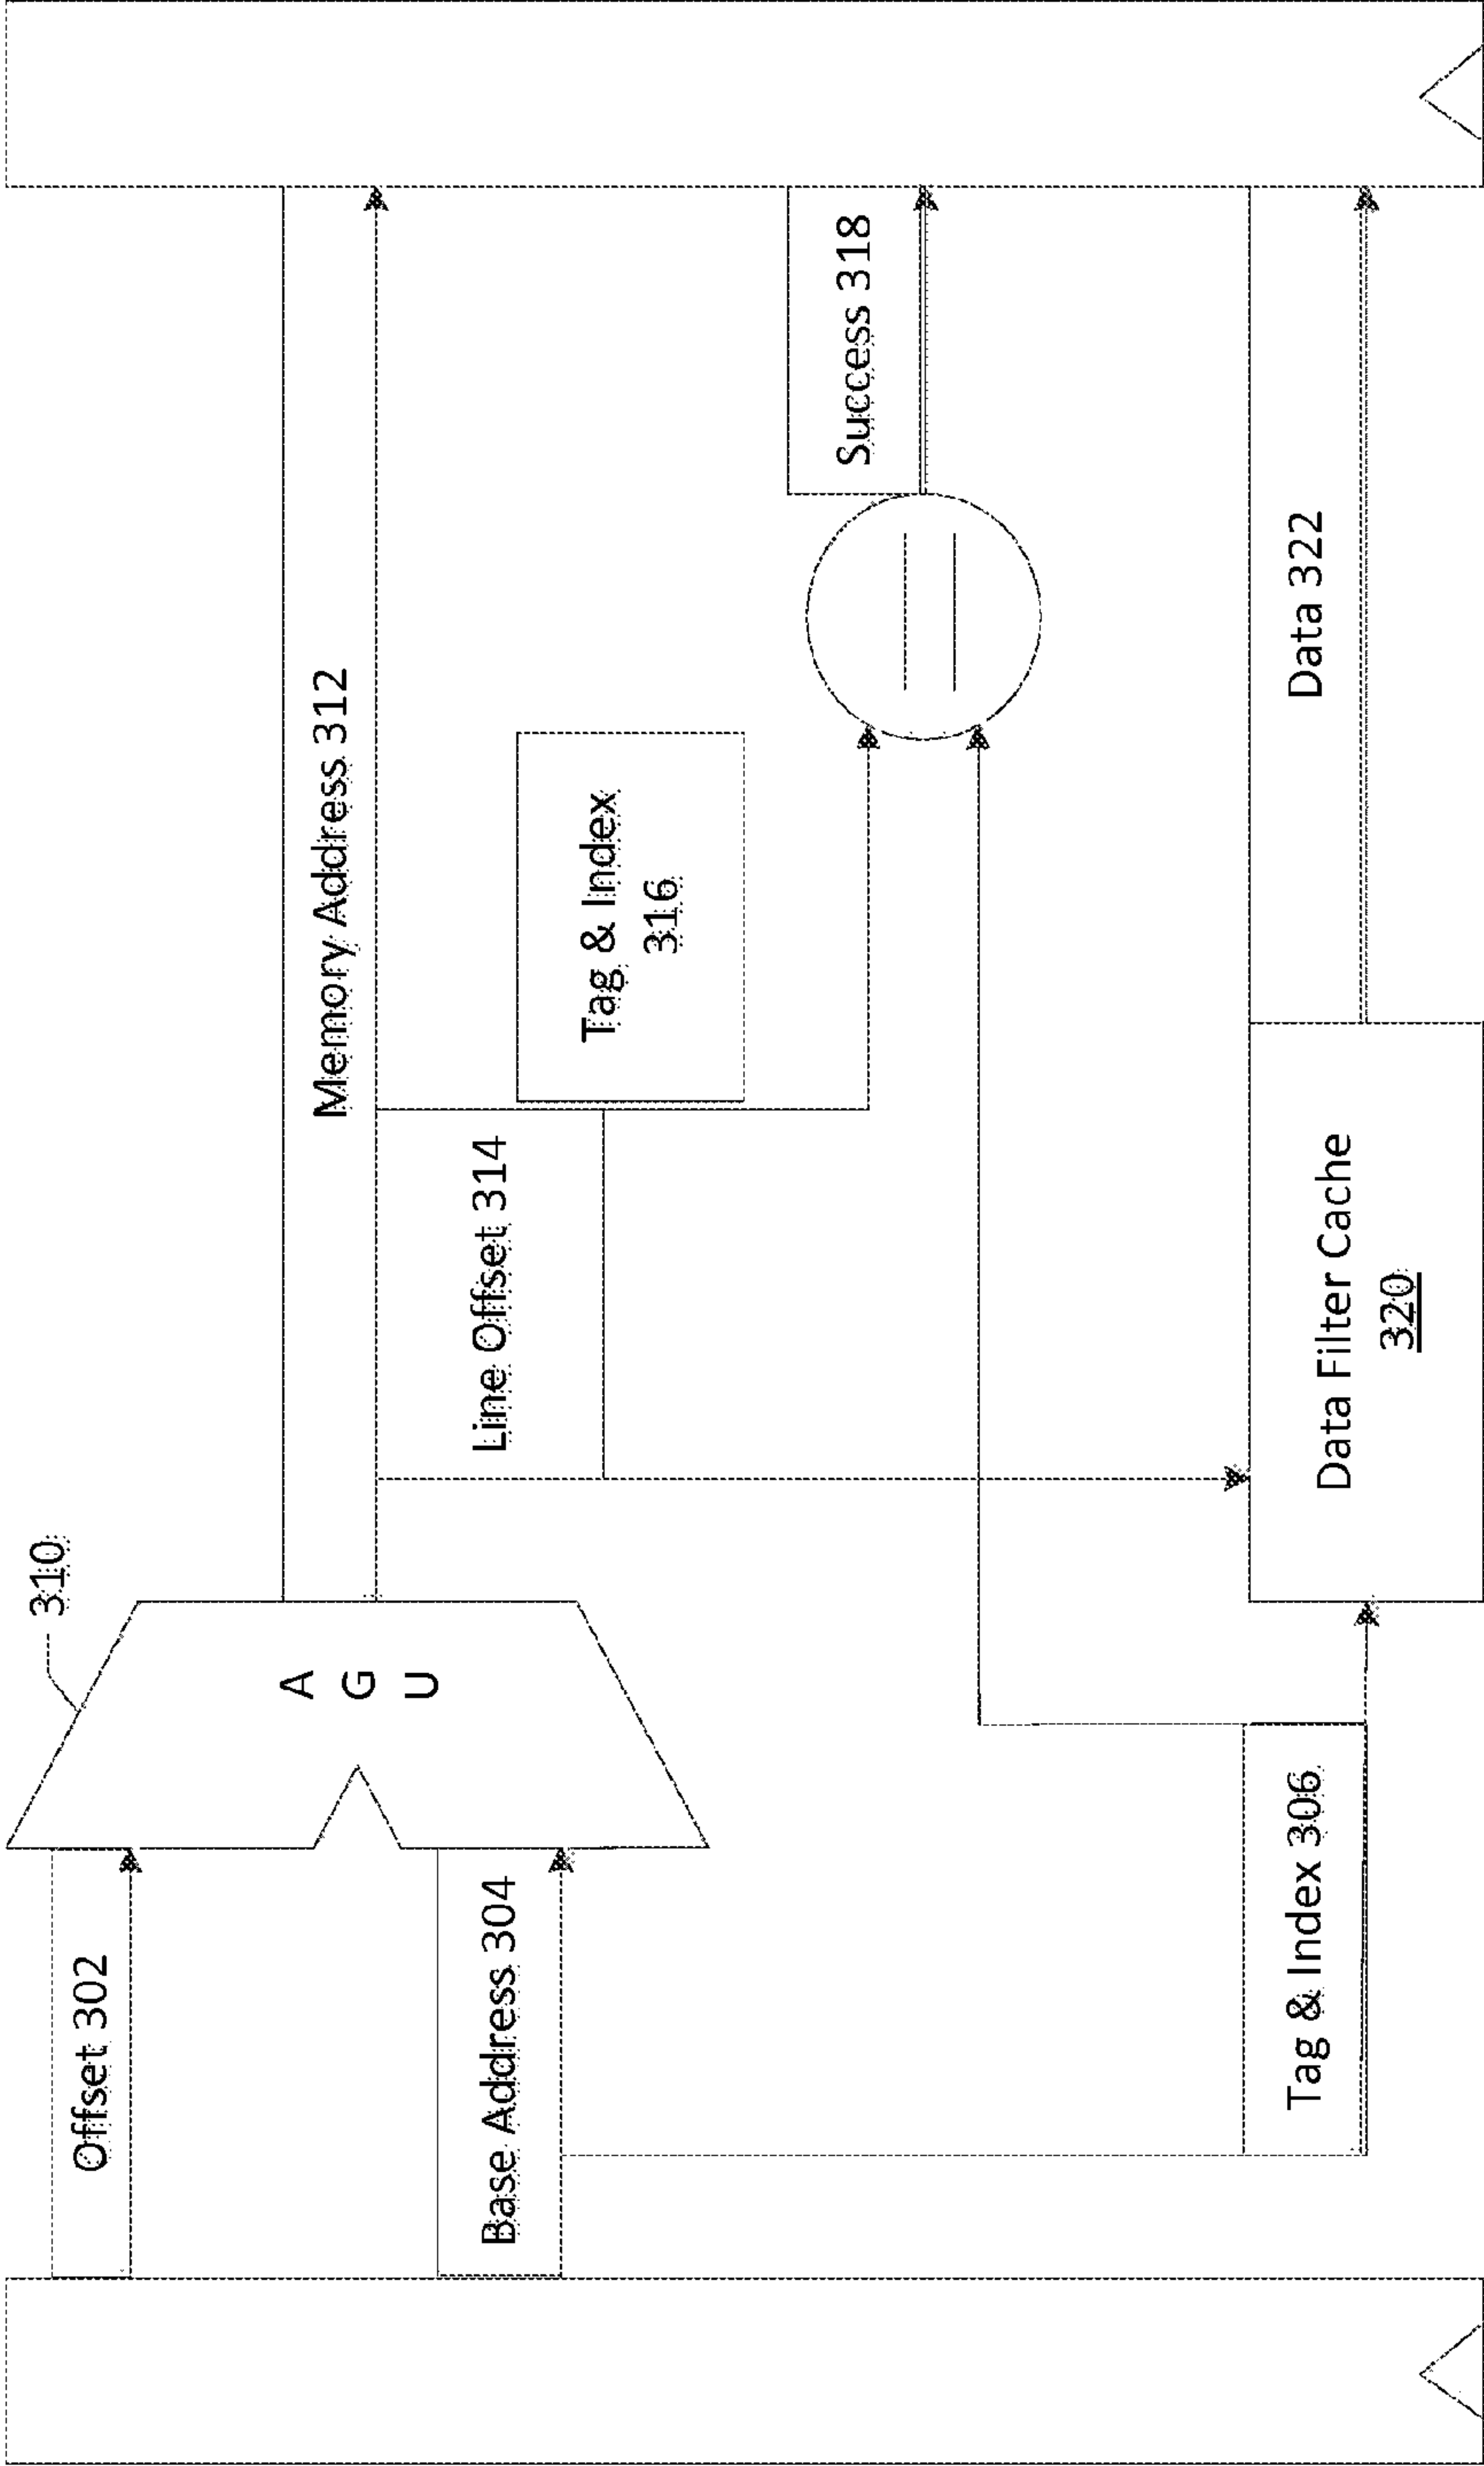 310
Offset 302
A
G
U
Memory Address 312
Base Address 304
Line Offset 314
Tag & Index
316
Success 318
Tag & Index 306
Data Filter Cache
320
Data 322